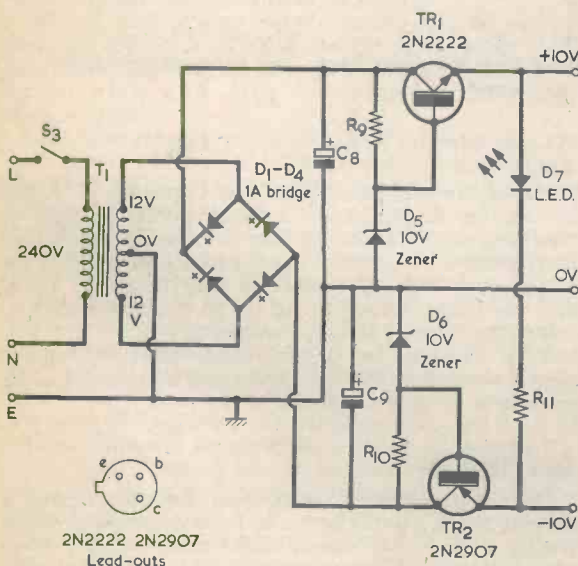 TR1
2N2222
+10V
S3
L
T1
R9
C8
+
D1-D4
1A bridge
D7
L.E.D.
12V
0V
12
V
240V
D5
10V
Zener
0V
D6
10V
Zener
N
C9
+
E
R10
R11
e
b
c
TR2
2N2907
-10V
2N2222 2N2907
Lead-outs